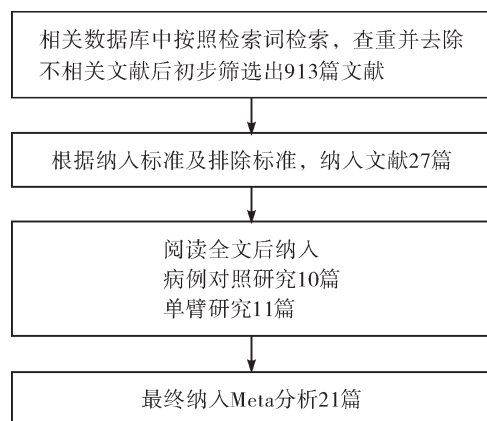 相关数据库中按照检索词检索，查重并去除
不相关文献后初步筛选出913篇文献
根据纳入标准及排除标准，纳入文献27篇
阅读全文后纳入
病例对照研究10篇
单臂研究11篇
最终纳入Meta分析21篇